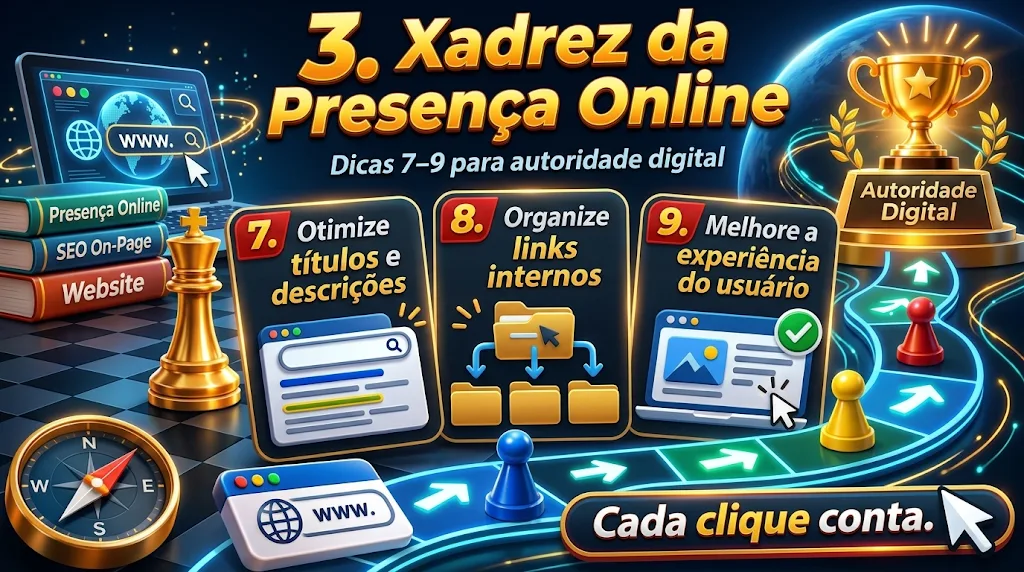 3. Xadrez da
Presença Online
Dicas 7–9 para autoridade digital
www.
Presença Online
SEO On-Page
Website
7. Otimize
títulos e
descrições
8. Organize
links
internos
9. Melhore a
experiência
do usuário
Autoridade
Digital
N
W
E
S
www.
Cada clique conta.